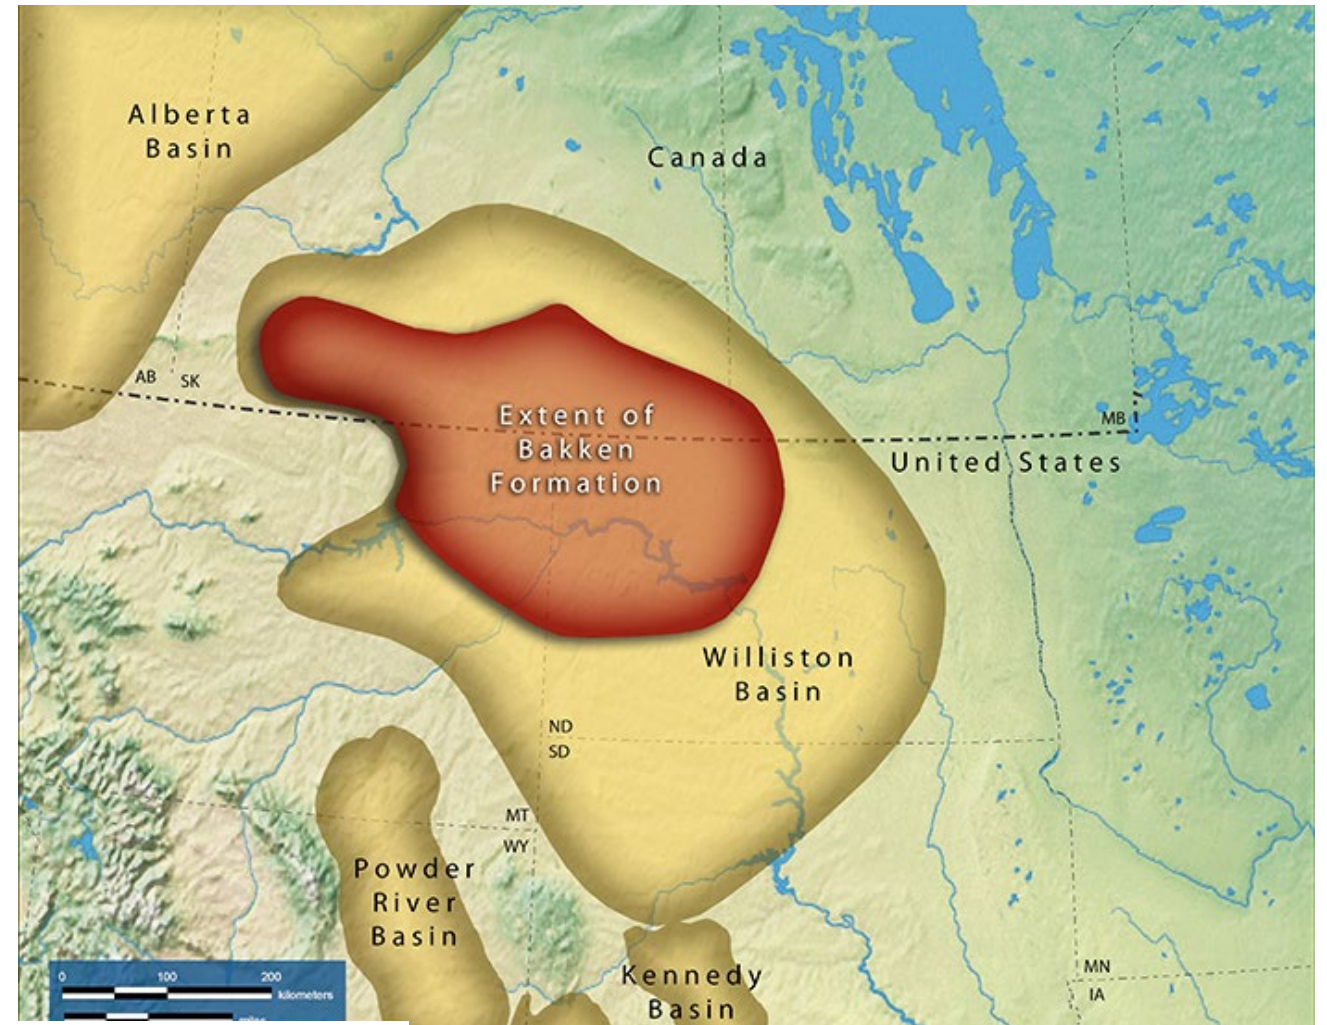 Alberta
Basin
Canada
AB
SK
MB
Extent of
Bakken
Formation
United States
Williston
Basin
ND
SD
MT
WY
Powder
River
Basin
Kennedy
Basin
MN
IA
0 100 200
kilometers